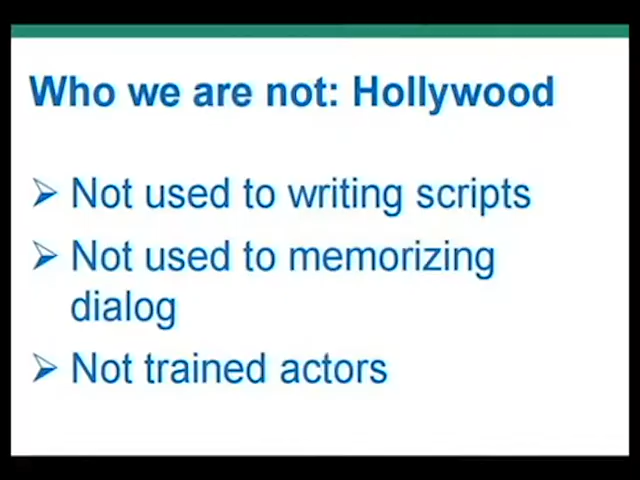 Who we are not: Hollywood
Not used to writing scripts
Not used to memorizing
dialog
Not trained actors